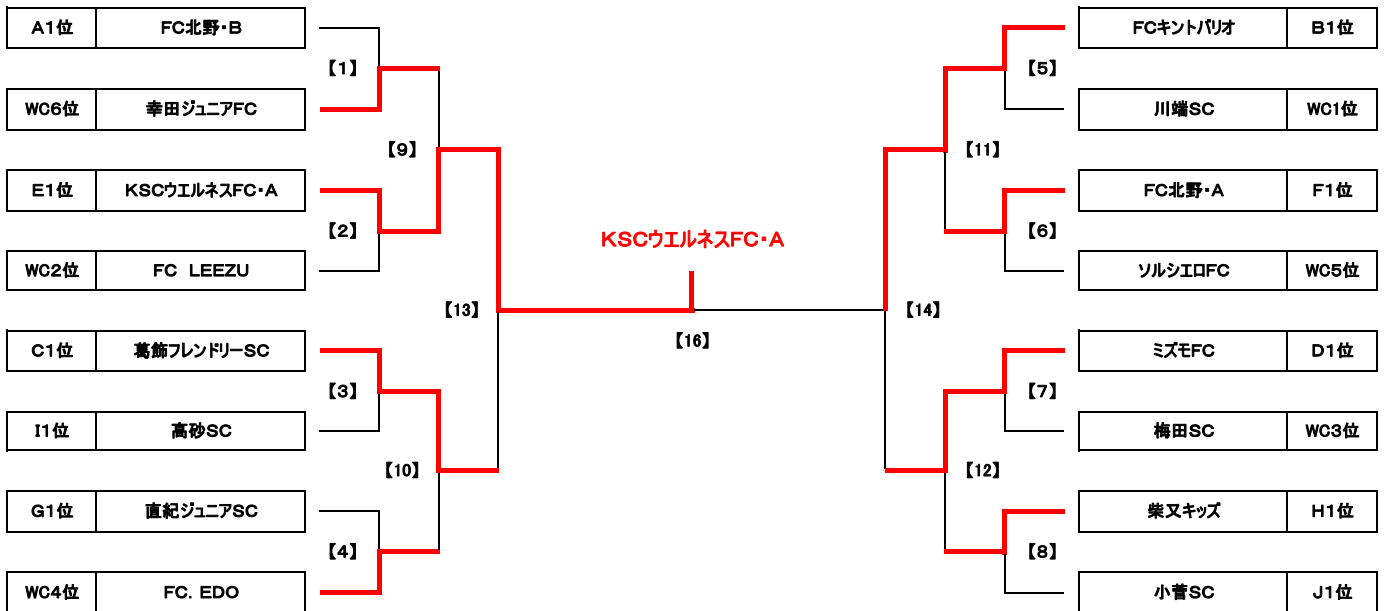 A1位 FC北野・B
【1】
WC6位 幸田ジュニアFC
【9】
E1位 KSCウエルネスFC・A
【2】
WC2位 FC LEEZU
【13】
C1位 葛飾フレンドリーSC
【3】
I1位 高砂SC
【10】
G1位 直紀ジュニアSC
【4】
WC4位 FC. EDO
KSCウエルネスFC・A
【16】
FCキントバリオ B1位
【5】
川端SC WC1位
【11】
FC北野・A F1位
【6】
ソルシエロFC WC5位
【14】
ミズモFC D1位
【7】
梅田SC WC3位
【12】
柴又キッズ H1位
【8】
小菅SC J1位